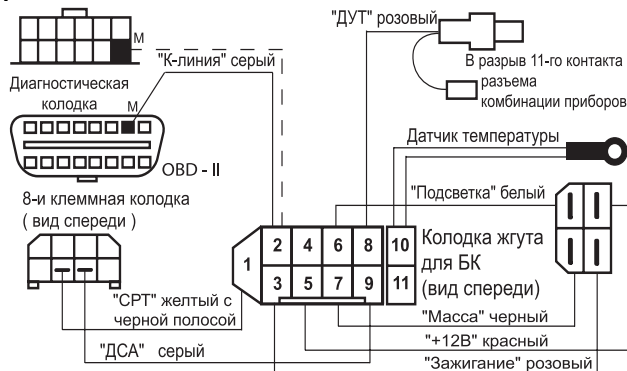 "ДУТ" розовый
М
"К-линия" серый
В разрыв 11-го контакта
разъема
комбинации приборов
Диагностическая
колодка
М
Датчик температуры
OBD - II
"Подсветка" белый
8-и клеммная колодка
( вид спереди )
2 4 6 8 10
1
3 5 7 9 11
Колодка жгута
для БК
(вид спереди)
"СРТ" желтый с
черной полосой
"Масса" черный
"+12В" красный
"ДСА" серый
"Зажигание" розовый